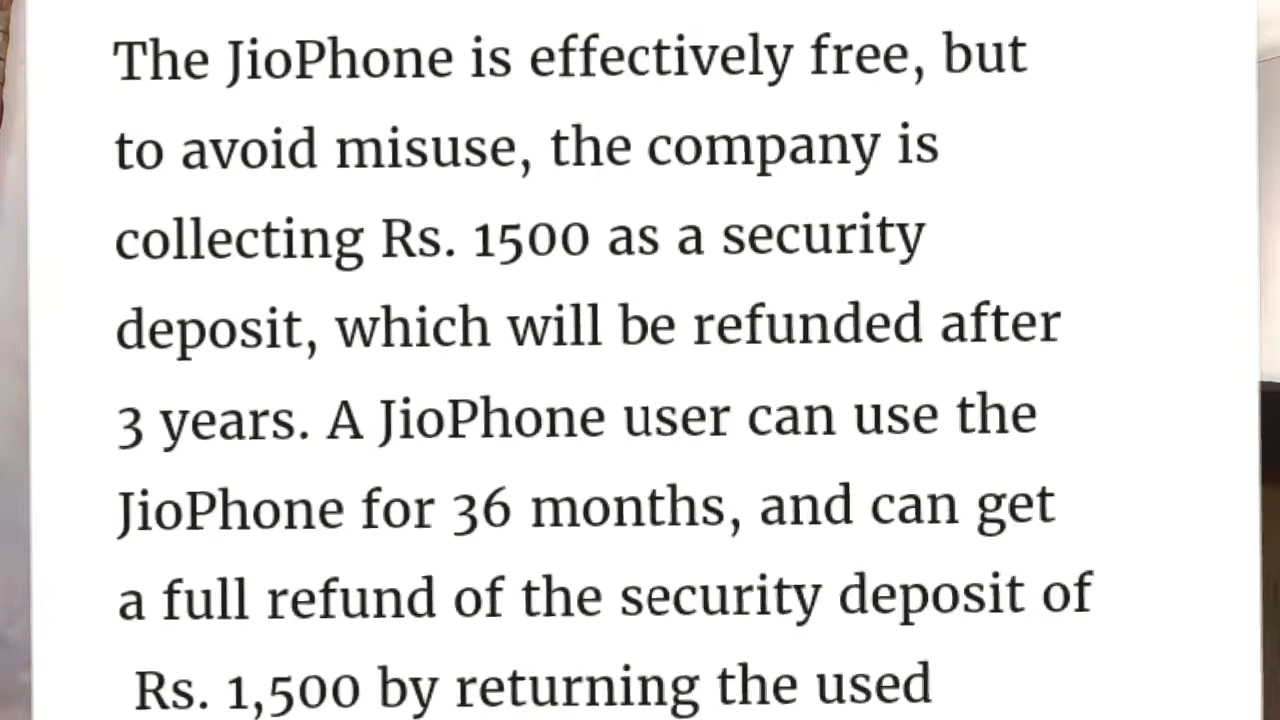 The JioPhone is effectively free, but
to avoid misuse, the company is
collecting Rs. 1500 as a security
deposit, which will be refunded after
3 years. A JioPhone user can use the
JioPhone for 36 months, and can get
a full refund of the security deposit of
Rs. 1,500 by returning the used